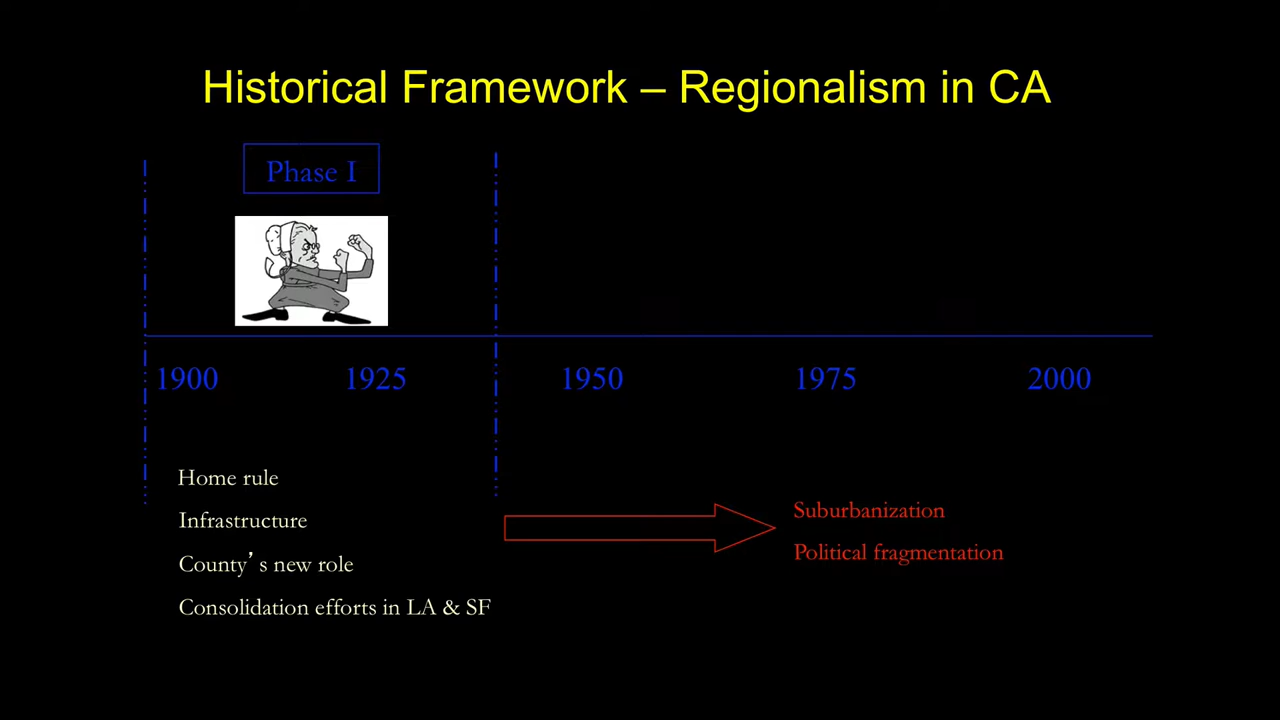 Historical Framework – Regionalism in CA
Phase I
1900 1925 1950 1975 2000
Home rule
Infrastructure
County’s new role
Consolidation efforts in LA & SF
Suburbanization
Political fragmentation